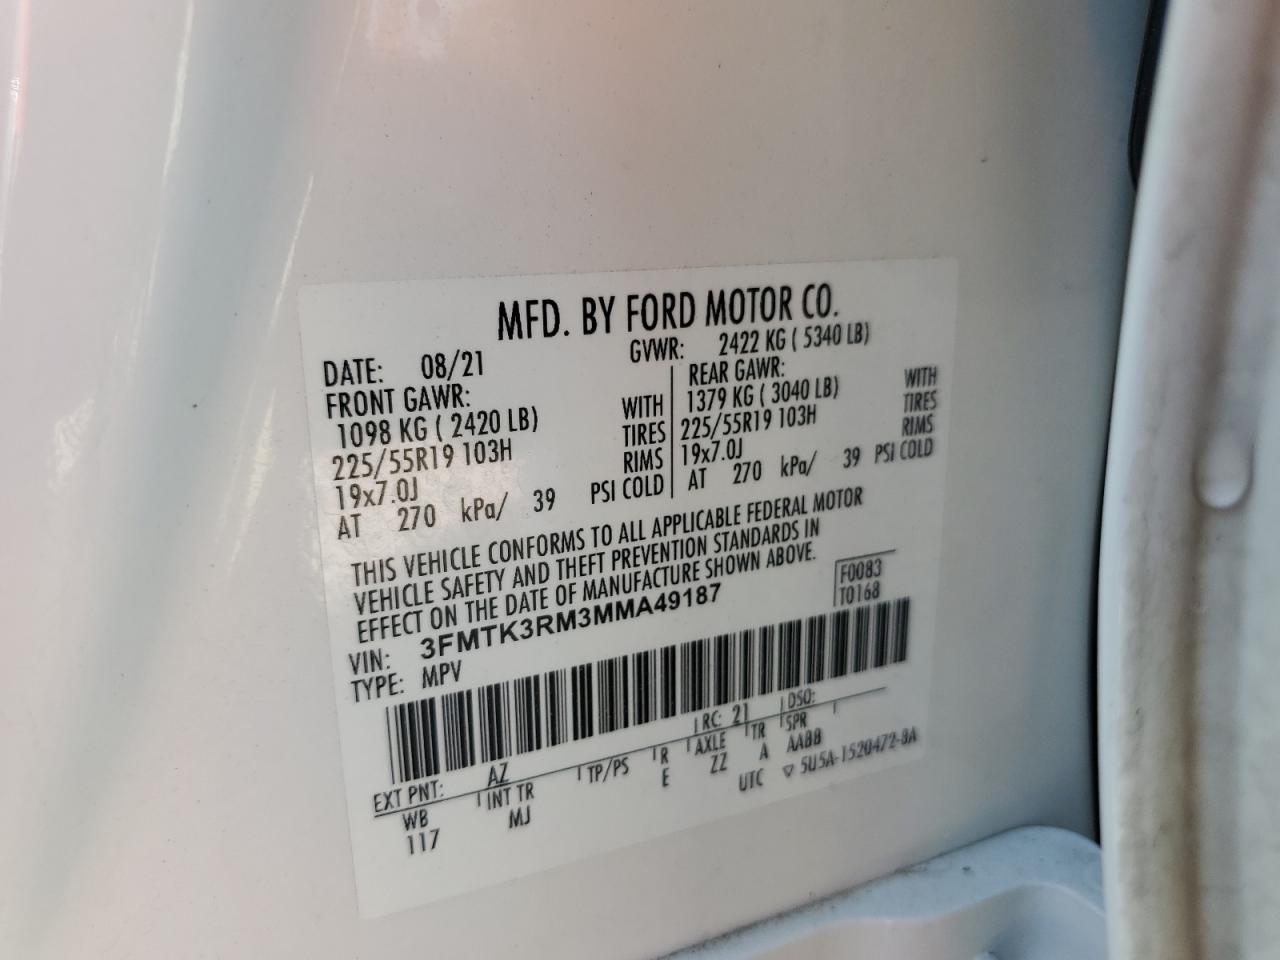 MFD. BY FORD MOTOR CO.
DATE: 08/21 GVWR: 2422 KG ( 5340 LB)
FRONT GAWR:
1098 KG ( 2420 LB) WITH
225/55R19 103H TIRES
19x7.0J RIMS
AT 270 kPa/ 39 PSI COLD
REAR GAWR:
1379 KG ( 3040 LB) WITH
225/55R19 103H TIRES
19x7.0J RIMS
AT 270 kPa/ 39 PSI COLD
THIS VEHICLE CONFORMS TO ALL APPLICABLE FEDERAL MOTOR
VEHICLE SAFETY AND THEFT PREVENTION STANDARDS IN
EFFECT ON THE DATE OF MANUFACTURE SHOWN ABOVE.
F0083
T0168
VIN: 3FMTK3RM3MMA49187
TYPE: MPV
EXT PNT: AZ RC: 21 DSO:
WB INT TR TP/PS R AXLE TR SPR
117 MJ E ZZ A AABB
UTC ▽ 5U5A-1520472-BA